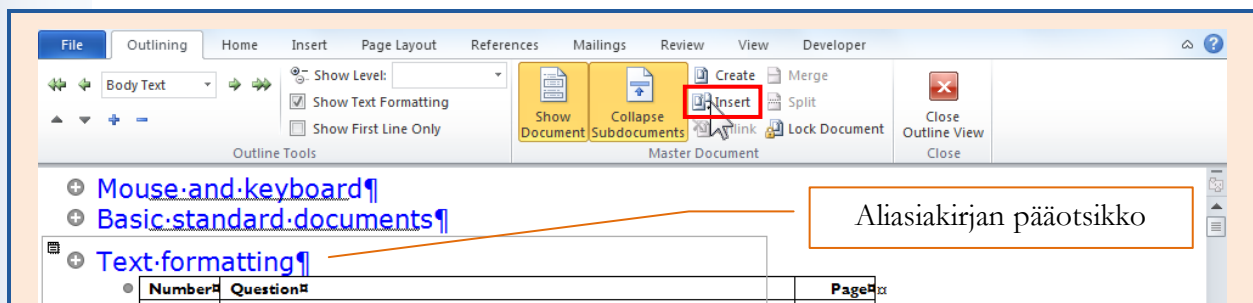 File Outlining Home Insert Page Layout References Mailings Review View Developer
Body Text
Show Level:
Show Text Formatting
Show First Line Only
Outline Tools
Show Document
Collapse Subdocuments
Create
Insert
Merge
Split
Lock Document
Master Document
Close Outline View
Close
Mouse·and·keyboard¶
Basic·standard·documents¶
Text·formatting¶
Number¤ Question¤ Page¤¤
Aliasiakirjan pääotsikko